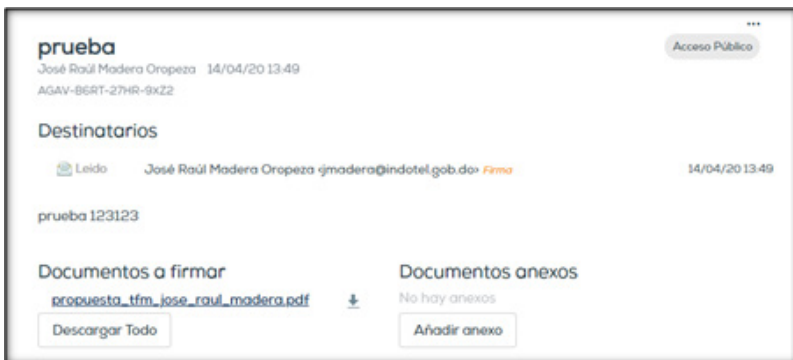 ...
prueba
Acceso Público
José Raúl Madera Oropeza 14/04/20 13:49
AGAV-B6RT-27HR-9XZ2
Destinatarios
Leido José Raúl Madera Oropeza <jmadera@indotel.gob.do> Firma 14/04/20 13:49
prueba 123123
Documentos a firmar
propuesta_tfm_jose_raul_madera.pdf
Descargar Todo
Documentos anexos
No hay anexos
Añadir anexo